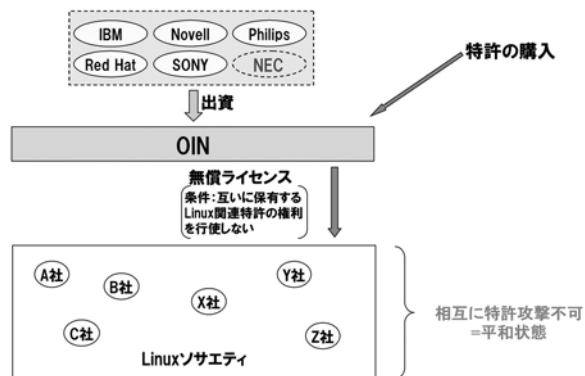 IBM
Novell
Philips
Red Hat
SONY
NEC
特許の購入
出資
OIN
無償ライセンス
条件:互いに保有する
Linux関連特許の権利
を行使しない
A社
B社
X社
Y社
C社
Z社
Linuxソサエティ
相互に特許攻撃不可
=平和状態